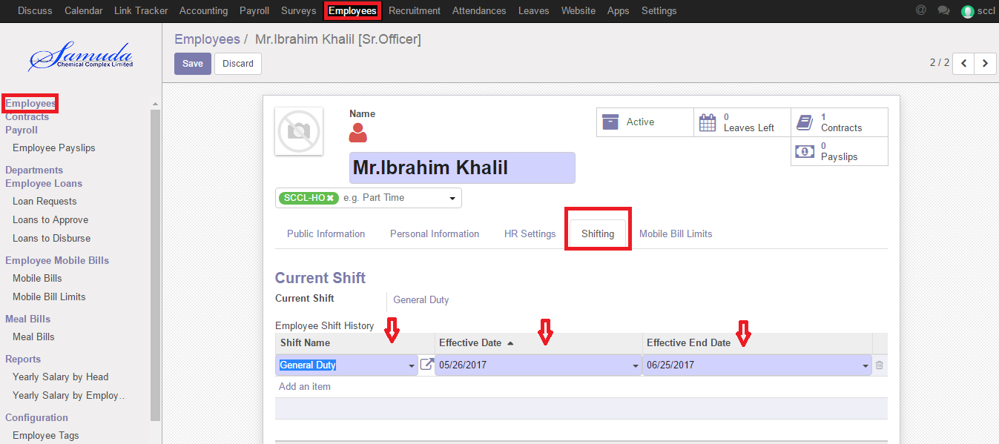 Discuss Calendar Link Tracker Accounting Payroll Surveys Employees Recruitment Attendances Leaves Website Apps Settings @ sccl
Samuda
Chemical Complex Limited
Employees
Contracts
Payroll
Employee Payslips
Departments
Employee Loans
Loan Requests
Loans to Approve
Loans to Disburse
Employee Mobile Bills
Mobile Bills
Mobile Bill Limits
Meal Bills
Meal Bills
Reports
Yearly Salary by Head
Yearly Salary by Employ...
Configuration
Employee Tags
Employees / Mr.Ibrahim Khalil [Sr.Officer]
Save Discard
2 / 2
Name
Mr.Ibrahim Khalil
Active
0
Leaves Left
1
Contracts
0
Payslips
SCCL-HO✖ e.g. Part Time
Public Information Personal Information HR Settings Shifting Mobile Bill Limits
Current Shift
Current Shift General Duty
Employee Shift History
Shift Name Effective Date Effective End Date
General Duty 05/26/2017 06/25/2017
Add an item